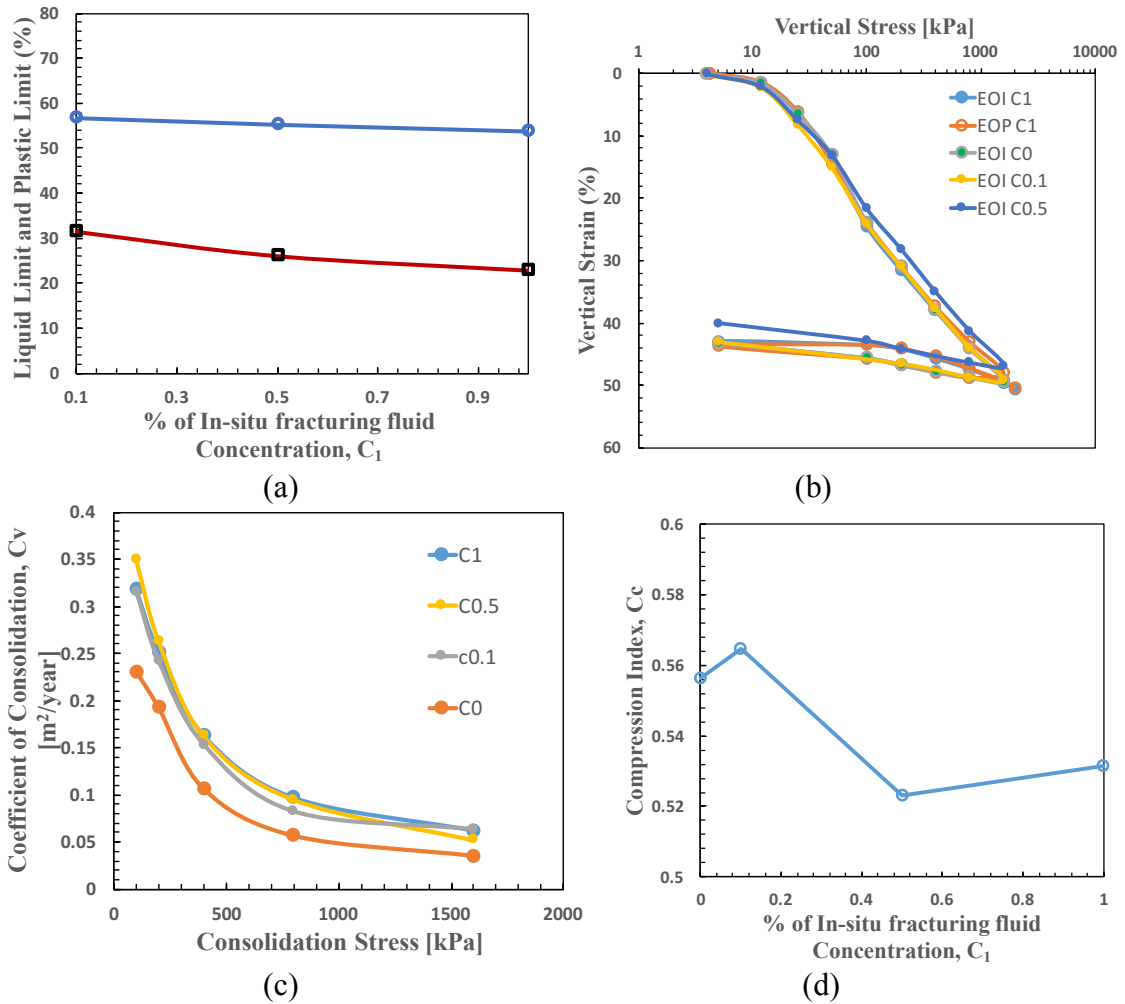 Liquid Limit and Plastic Limit (%)
80
70
60
50
40
30
20
10
0
0.1 0.3 0.5 0.7 0.9
% of In-situ fracturing fluid
Concentration, C1
(a)
Vertical Stress [kPa]
1 10 100 1000 10000
Vertical Strain (%)
0
10
20
30
40
50
60
EOI C1
EOP C1
EOI C0
EOI C0.1
EOI C0.5
(b)
Coefficient of Consolidation, Cv
[m²/year]
0.4
0.35
0.3
0.25
0.2
0.15
0.1
0.05
0
0 500 1000 1500 2000
Consolidation Stress [kPa]
C1
C0.5
c0.1
C0
(c)
Compression Index, Cc
0.6
0.58
0.56
0.54
0.52
0.5
0 0.2 0.4 0.6 0.8 1
% of In-situ fracturing fluid
Concentration, C1
(d)